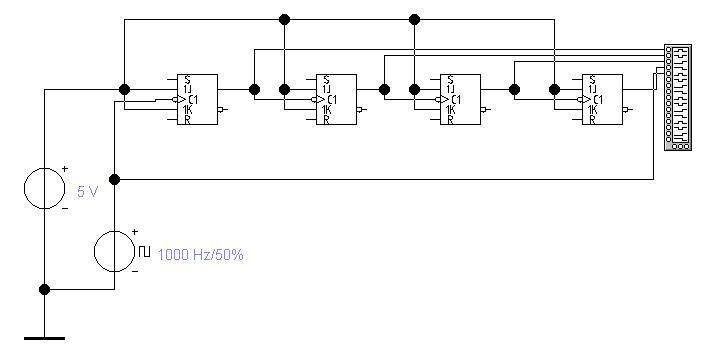 S S S S
1J 1J 1J 1J
C1 C1 C1 C1
1K 1K 1K 1K
R R R R
+
5 V
−
+
1000 Hz/50%
−